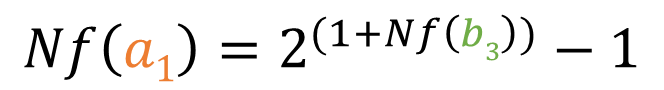 Nf(a₁) = 2^(1+Nf(b₃)) − 1